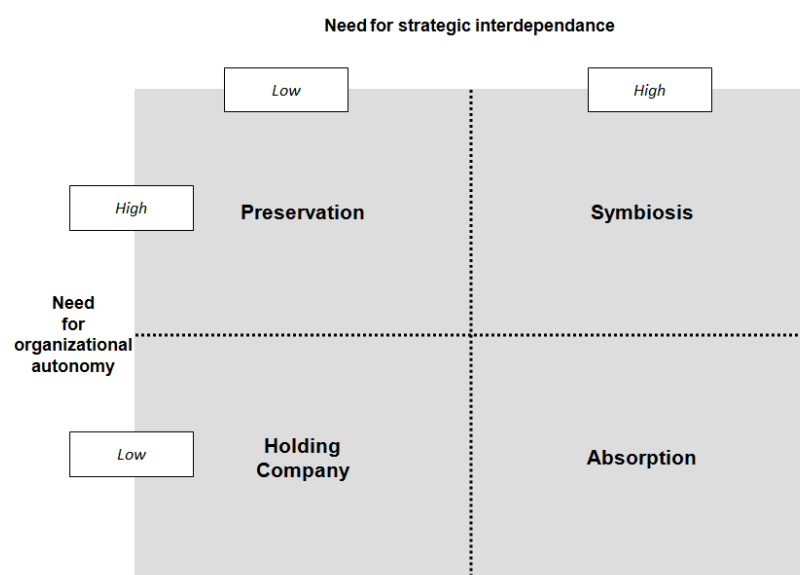 Need for strategic interdependance
Low
High
High
Preservation
Symbiosis
Need
for
organizational
autonomy
Low
Holding
Company
Absorption